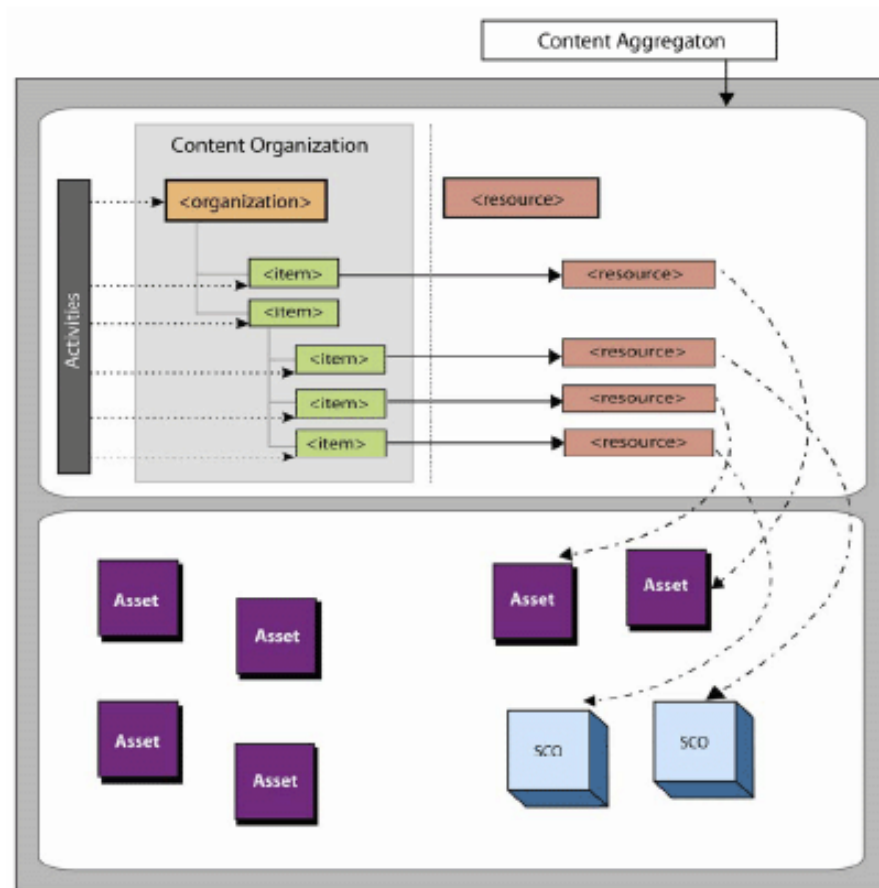 Content Aggregaton
Content Organization
<organization>
<resource>
Activities
<item>
<resource>
<item>
<item>
<resource>
<item>
<resource>
<item>
<resource>
Asset
Asset
Asset
Asset
Asset
Asset
SCO
SCO